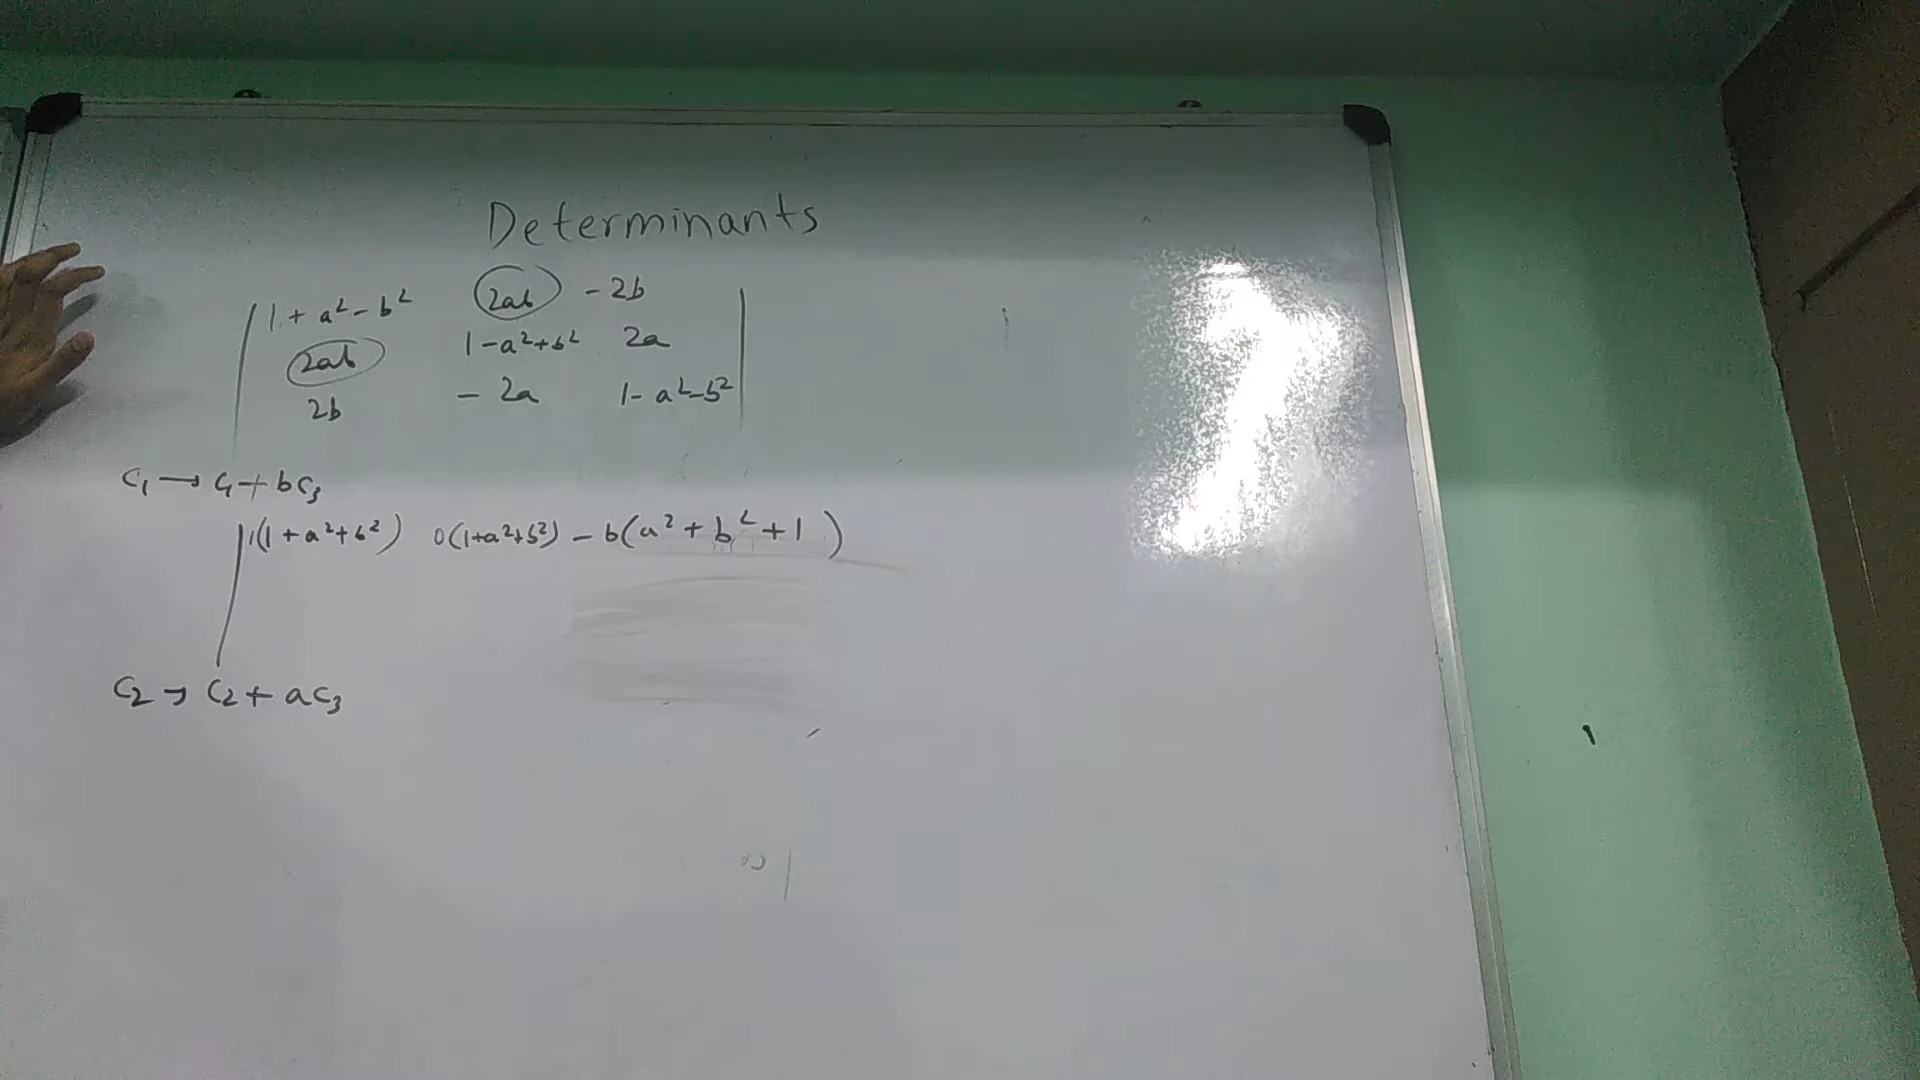 Determinants
1 + a² - b² 2ab - 2b
2ab 1 - a² + b² 2a
2b - 2a 1 - a² - b²
C₁ → C₁ + bC₃
1(1 + a² + b²) 0(1 + a² + b²) - b(a² + b² + 1)
C₂ → C₂ + aC₃